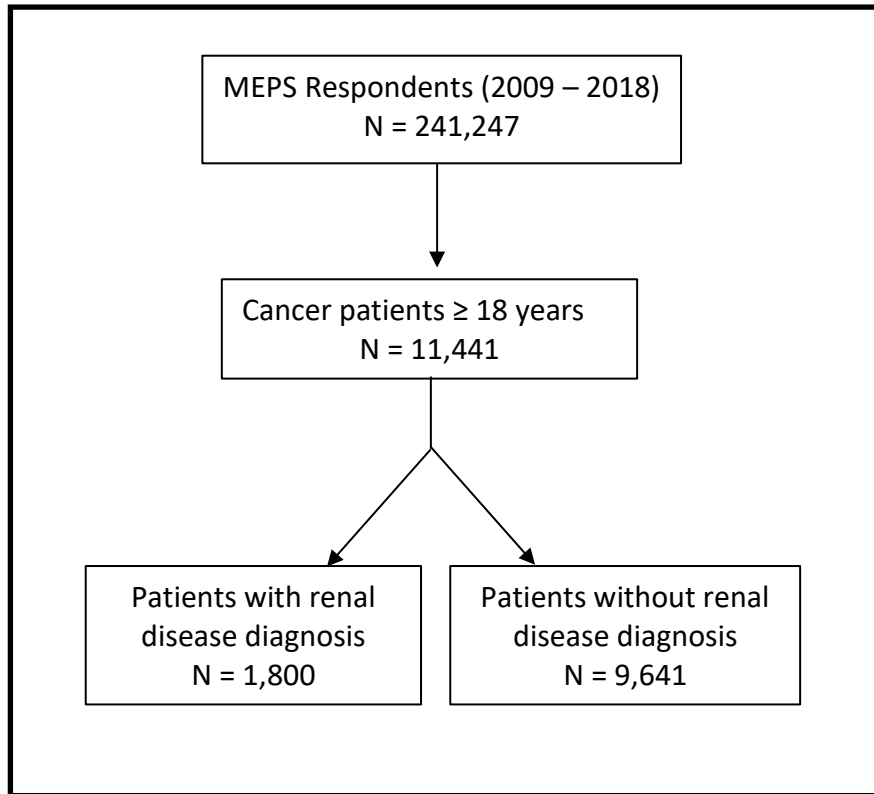 MEPS Respondents (2009 – 2018)
N = 241,247
Cancer patients ≥ 18 years
N = 11,441
Patients with renal
disease diagnosis
N = 1,800
Patients without renal
disease diagnosis
N = 9,641